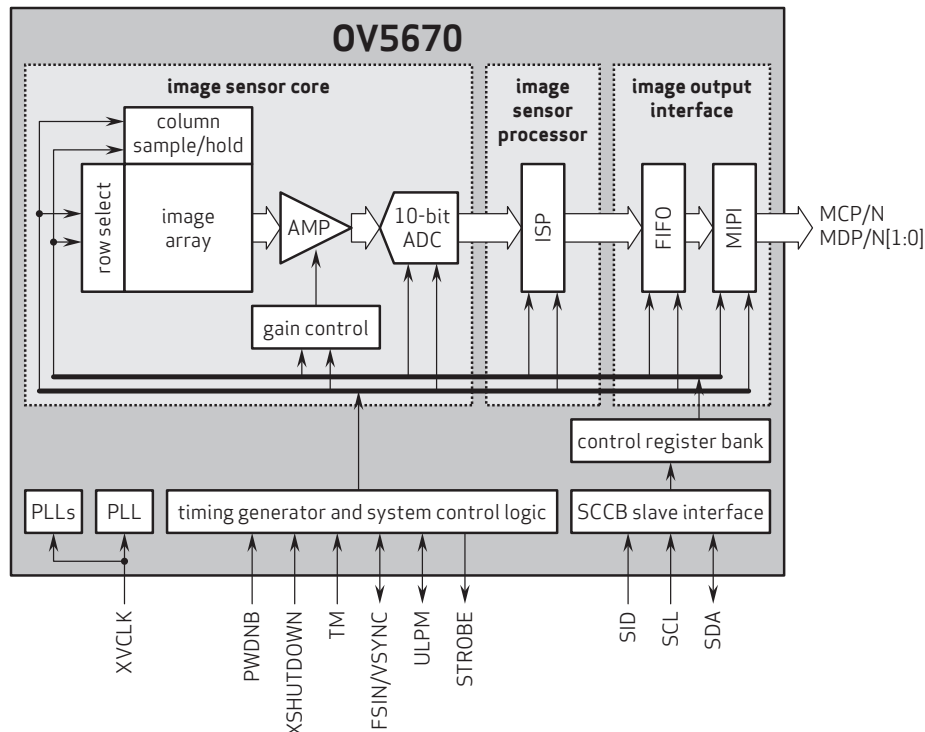 OV5670
image sensor core
image
sensor
processor
image output
interface
column
sample/hold
row select
image
array
AMP
10-bit
ADC
ISP
FIFO
MIPI
MCP/N
MDP/N[1:0]
gain control
control register bank
PLLs
PLL
timing generator and system control logic
SCCB slave interface
XVCLK
PWDNB
XSHUTDOWN
TM
FSIN/VSYNC
ULPM
STROBE
SID
SCL
SDA